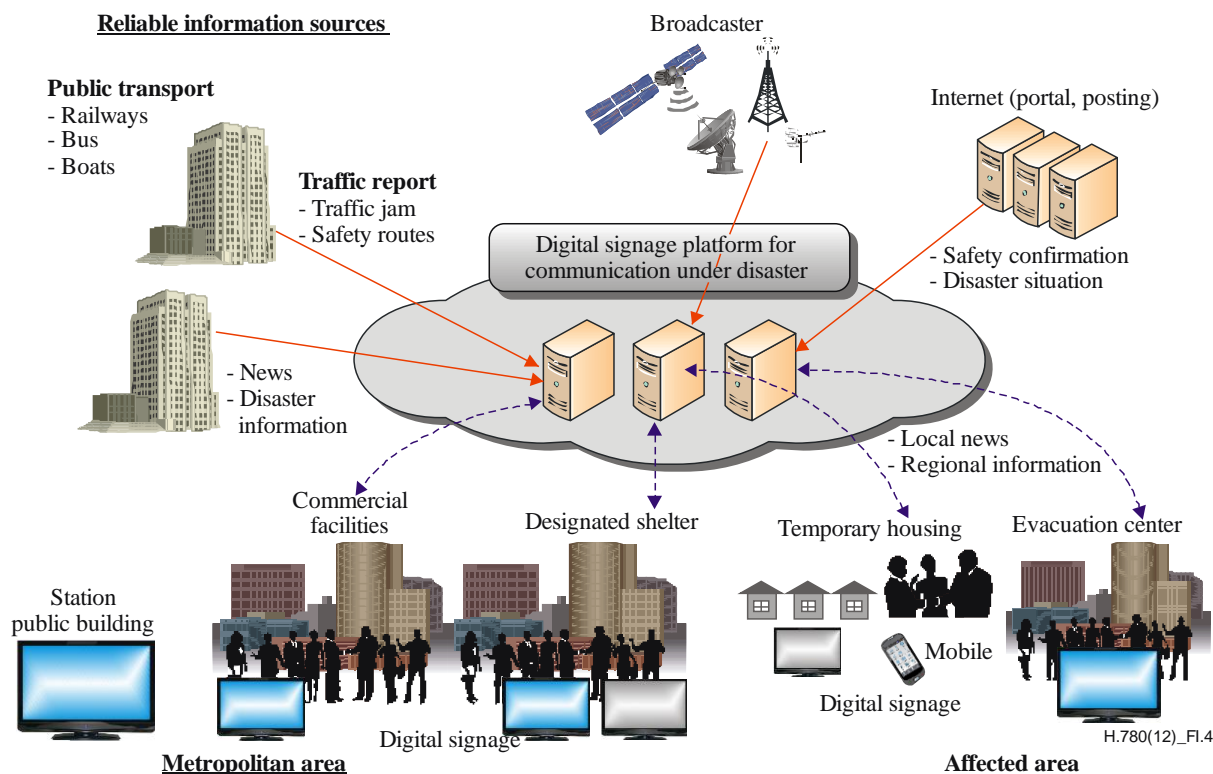 Reliable information sources
Broadcaster
Public transport
- Railways
- Bus
- Boats
Internet (portal, posting)
Traffic report
- Traffic jam
- Safety routes
Digital signage platform for
communication under disaster
- Safety confirmation
- Disaster situation
- News
- Disaster
information
- Local news
- Regional information
Commercial
facilities
Designated shelter
Temporary housing
Evacuation center
Station
public building
Mobile
Digital signage
Digital signage
H.780(12)_FI.4
Metropolitan area
Affected area